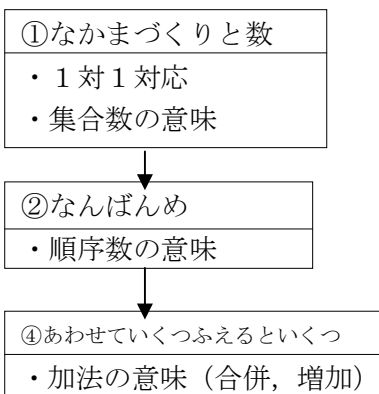 ①なかまづくりと数
・１対１対応
・集合数の意味
②なんばんめ
・順序数の意味
④あわせていくつふえるといくつ
・加法の意味（合併，増加）